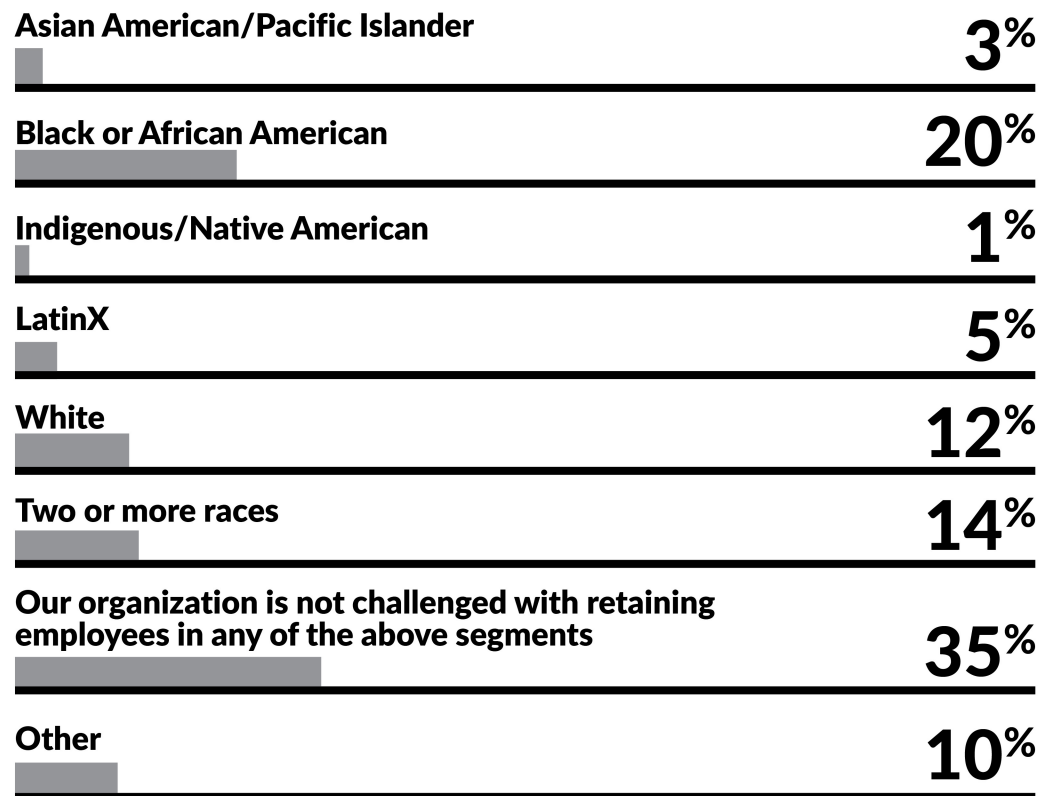 Asian American/Pacific Islander
3%
Black or African American
20%
Indigenous/Native American
1%
LatinX
5%
White
12%
Two or more races
14%
Our organization is not challenged with retaining
employees in any of the above segments
35%
Other
10%